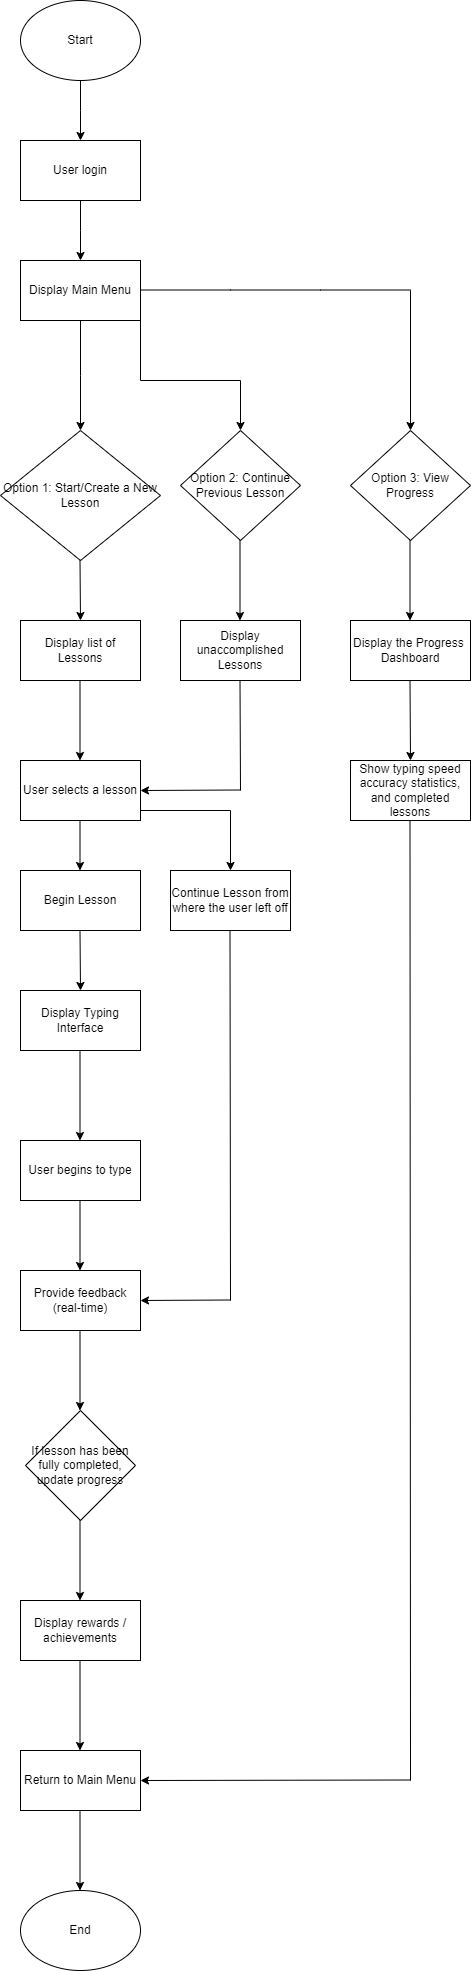 Start
User login
Display Main Menu
Option 1: Start/Create a New
Lesson
Option 2: Continue
Previous Lesson
Option 3: View
Progress
Display list of
Lessons
Display
unaccomplished
Lessons
Display the Progress
Dashboard
User selects a lesson
Show typing speed
accuracy statistics,
and completed
lessons
Begin Lesson
Continue Lesson from
where the user left off
Display Typing
Interface
User begins to type
Provide feedback
(real-time)
If lesson has been
fully completed,
update progress
Display rewards /
achievements
Return to Main Menu
End